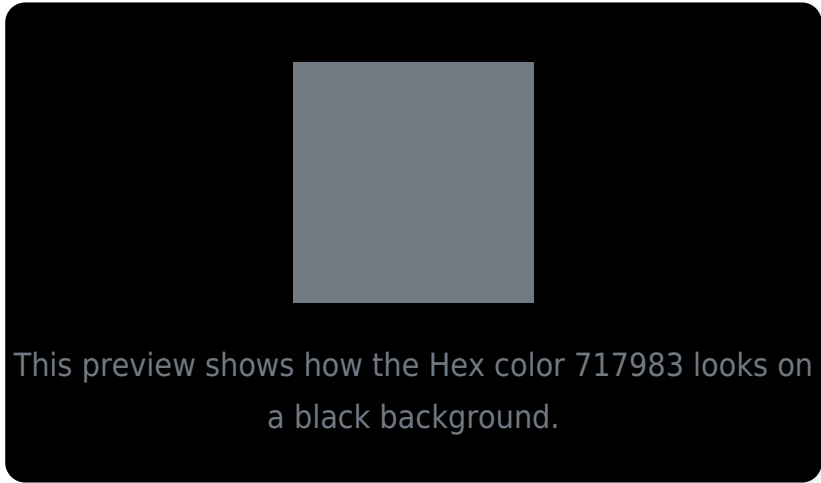 This preview shows how the Hex color 717983 looks on
a black background.